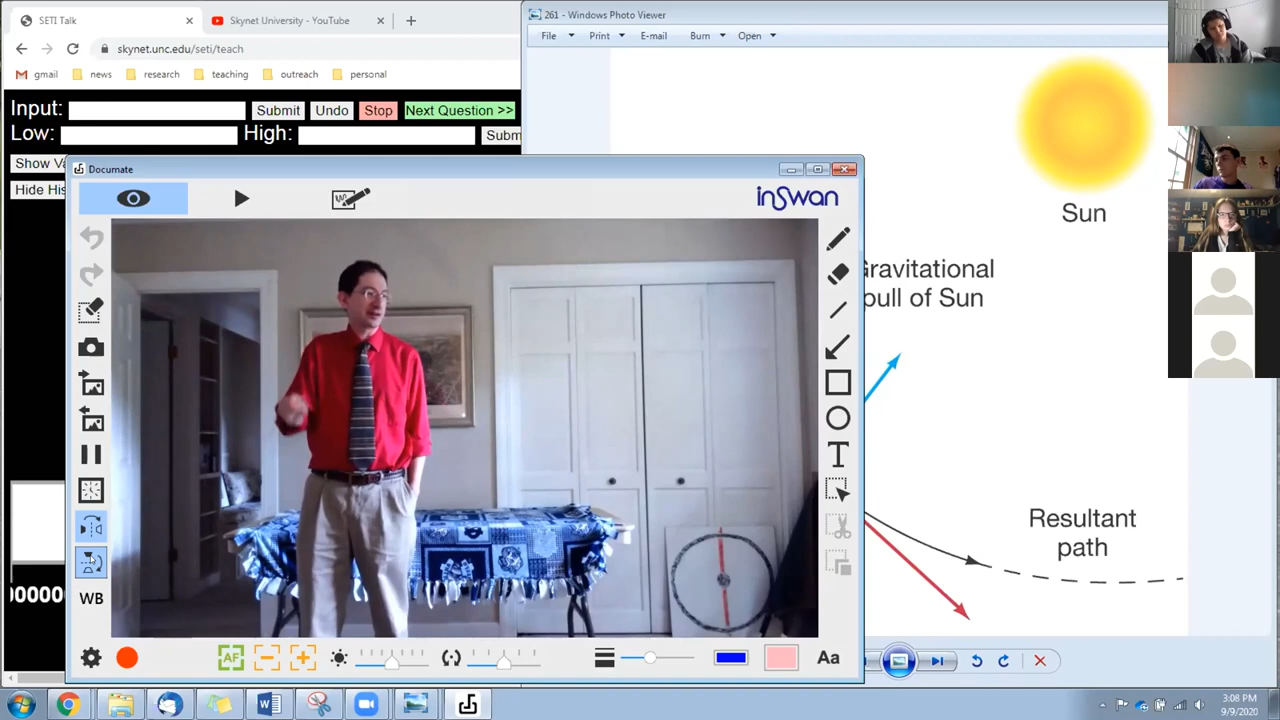 SETI Talk
Skynet University - YouTube
skynet.unc.edu/seti/teach
gmail news research teaching outreach personal
Input: Submit Undo Stop Next Question >>
Low: High: Subm
Show Va
Hide His
261 - Windows Photo Viewer
File Print E-mail Burn Open
Sun
Gravitational
pull of Sun
Resultant
path
Documate
inSwan
T
WB
AF
Aa
00000
3:08 PM
9/9/2020